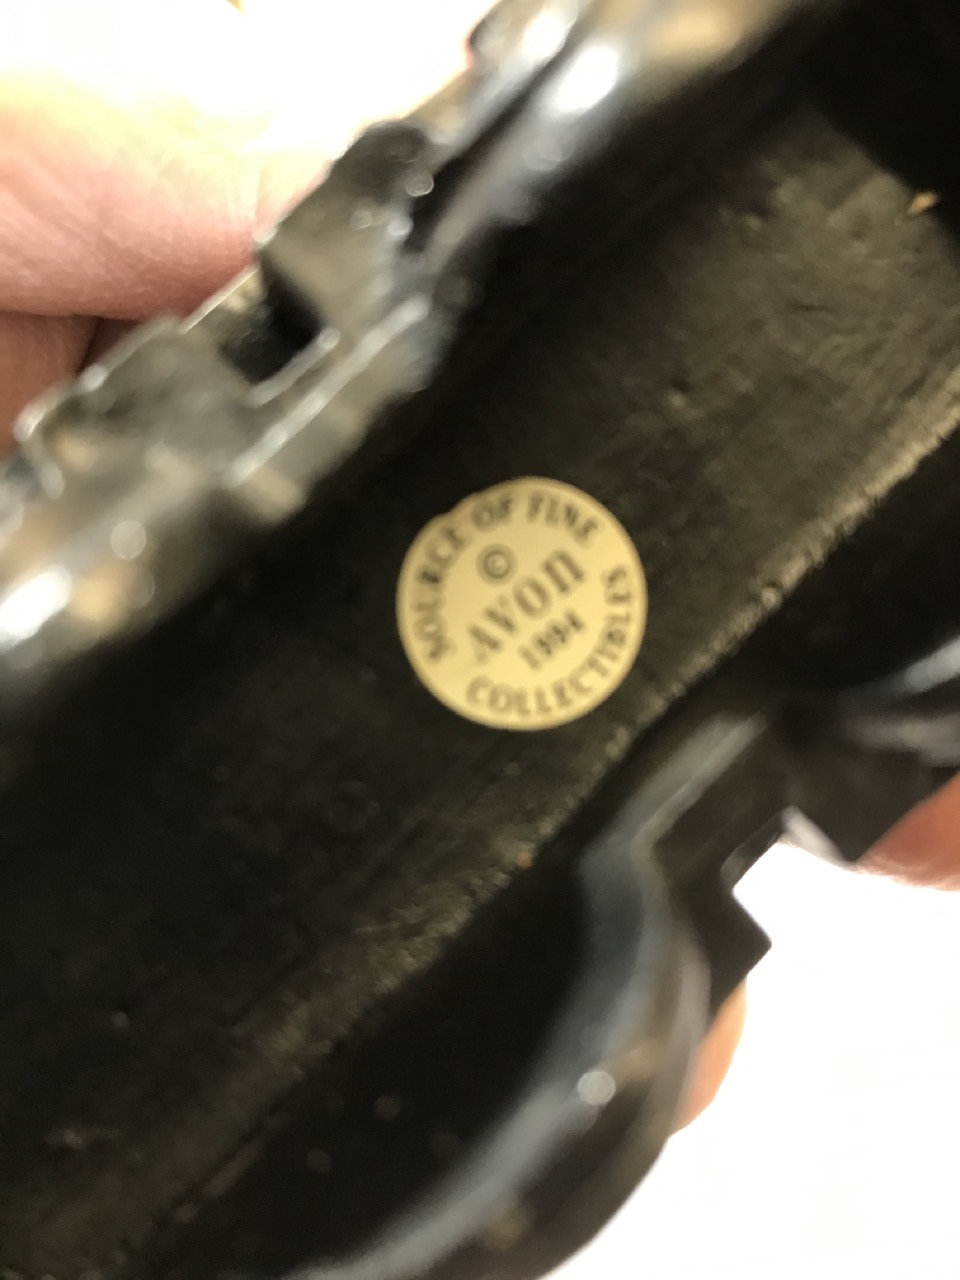 SOURCE OF FINE
©
AVON
1994
COLLECTIBLES